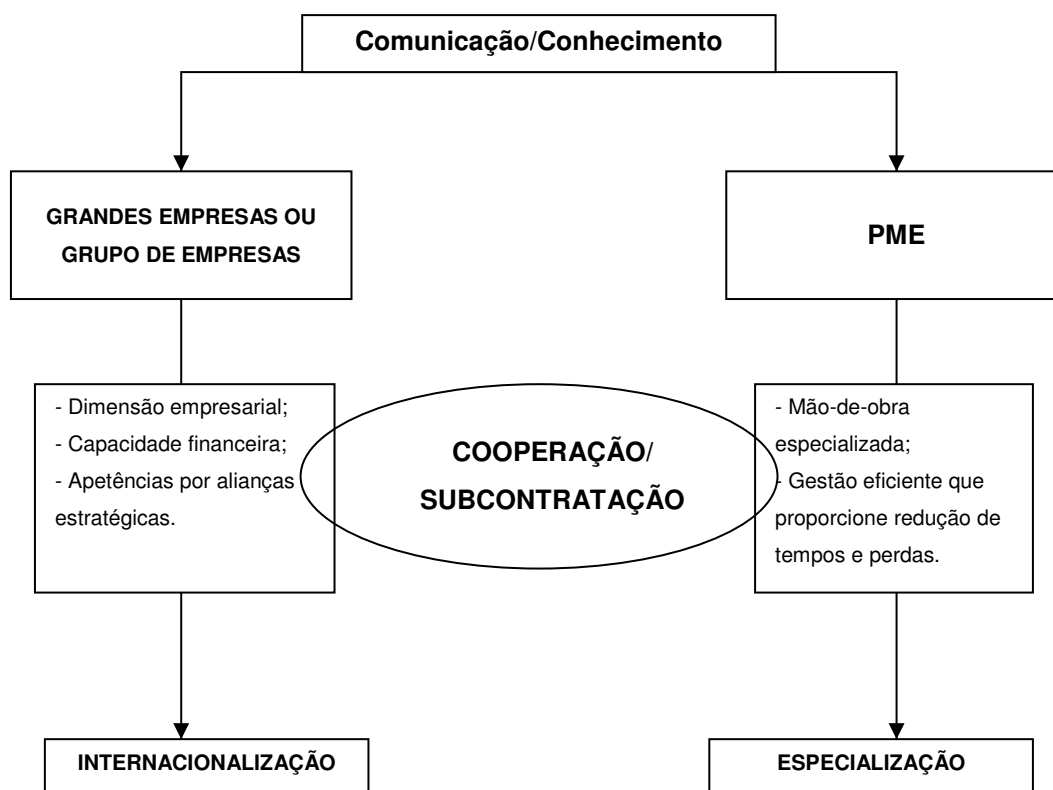 Comunicação/Conhecimento
GRANDES EMPRESAS OU
GRUPO DE EMPRESAS
PME
- Dimensão empresarial;
- Capacidade financeira;
- Apetências por alianças
estratégicas.
COOPERAÇÃO/
SUBCONTRATAÇÃO
- Mão-de-obra
especializada;
- Gestão eficiente que
proporcione redução de
tempos e perdas.
INTERNACIONALIZAÇÃO
ESPECIALIZAÇÃO